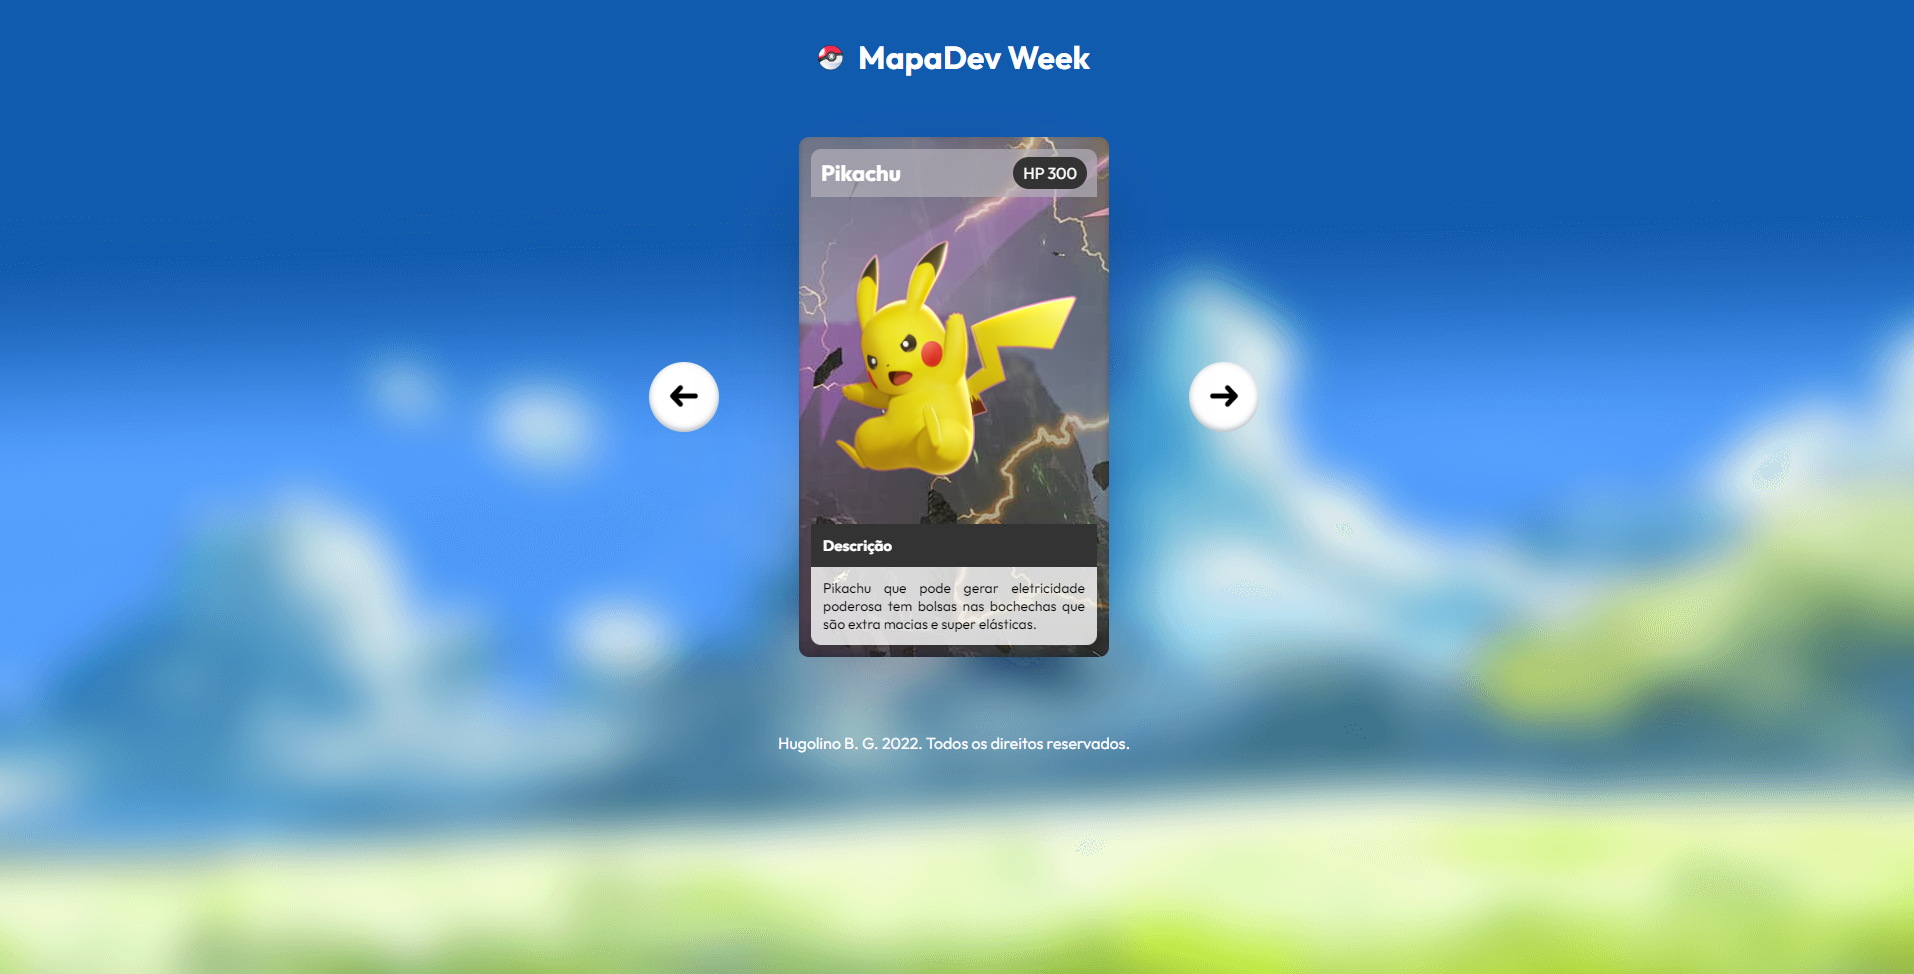 MapaDev Week
Pikachu
HP 300
Descrição
Pikachu que pode gerar eletricidade
poderosa tem bolsas nas bochechas que
são extra macias e super elásticas.
Hugolino B. G. 2022. Todos os direitos reservados.